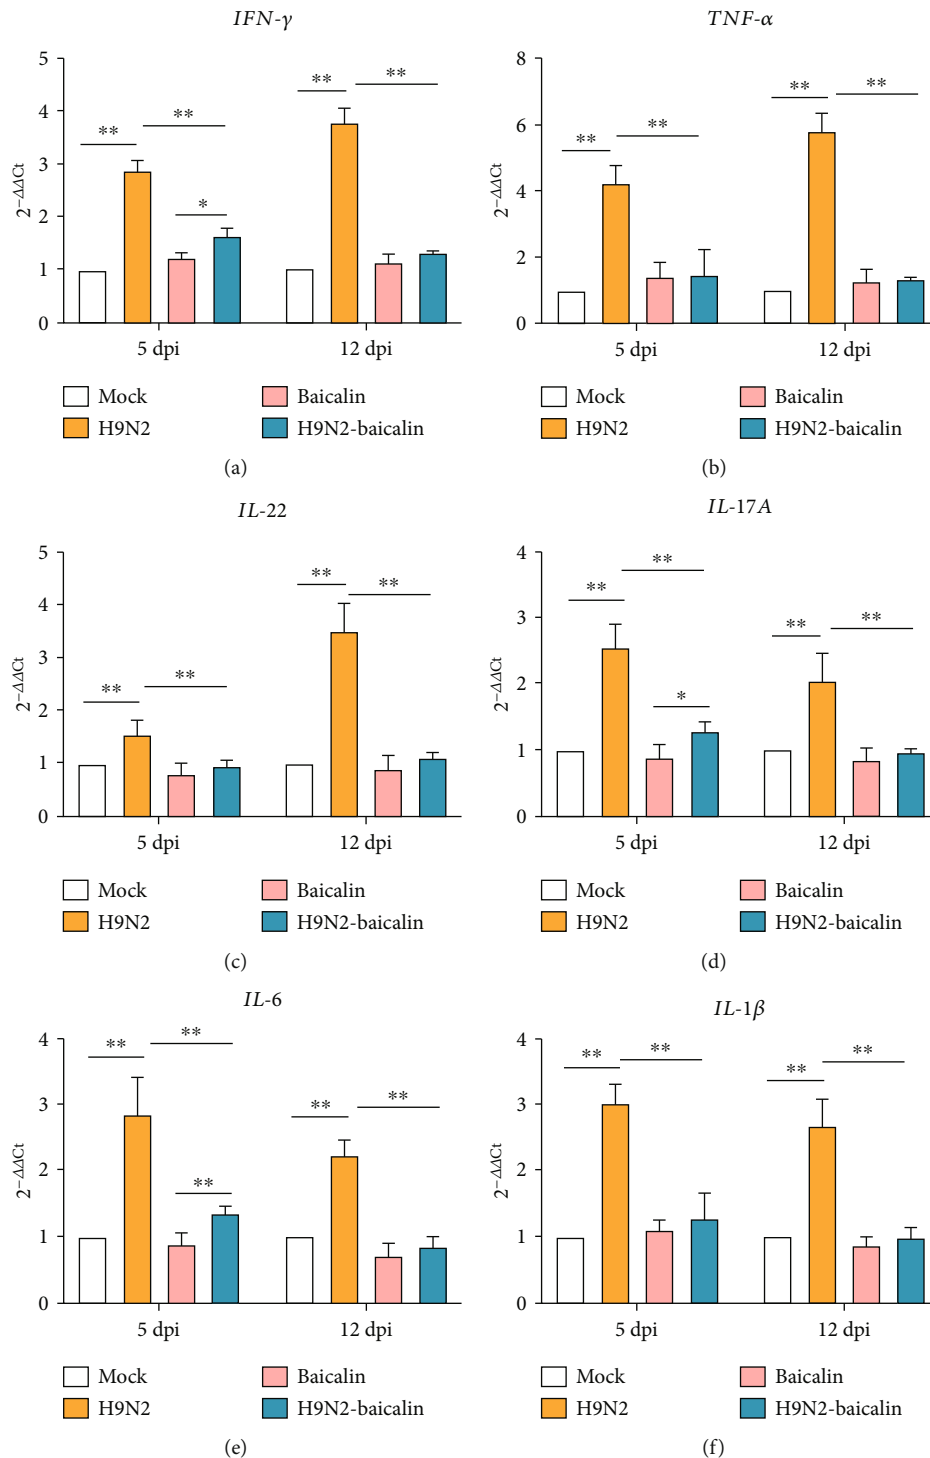 IFN-γ
2−ΔΔCt
5
4
3
2
1
0
** ** * ** **
5 dpi 12 dpi
Mock Baicalin
H9N2 H9N2-baicalin
(a)
TNF-α
2−ΔΔCt
8
6
4
2
0
** ** ** **
5 dpi 12 dpi
Mock Baicalin
H9N2 H9N2-baicalin
(b)
IL-22
2−ΔΔCt
5
4
3
2
1
0
** ** ** **
5 dpi 12 dpi
Mock Baicalin
H9N2 H9N2-baicalin
(c)
IL-17A
2−ΔΔCt
4
3
2
1
0
** ** * ** **
5 dpi 12 dpi
Mock Baicalin
H9N2 H9N2-baicalin
(d)
IL-6
2−ΔΔCt
4
3
2
1
0
** ** ** ** **
5 dpi 12 dpi
Mock Baicalin
H9N2 H9N2-baicalin
(e)
IL-1β
2−ΔΔCt
4
3
2
1
0
** ** ** **
5 dpi 12 dpi
Mock Baicalin
H9N2 H9N2-baicalin
(f)